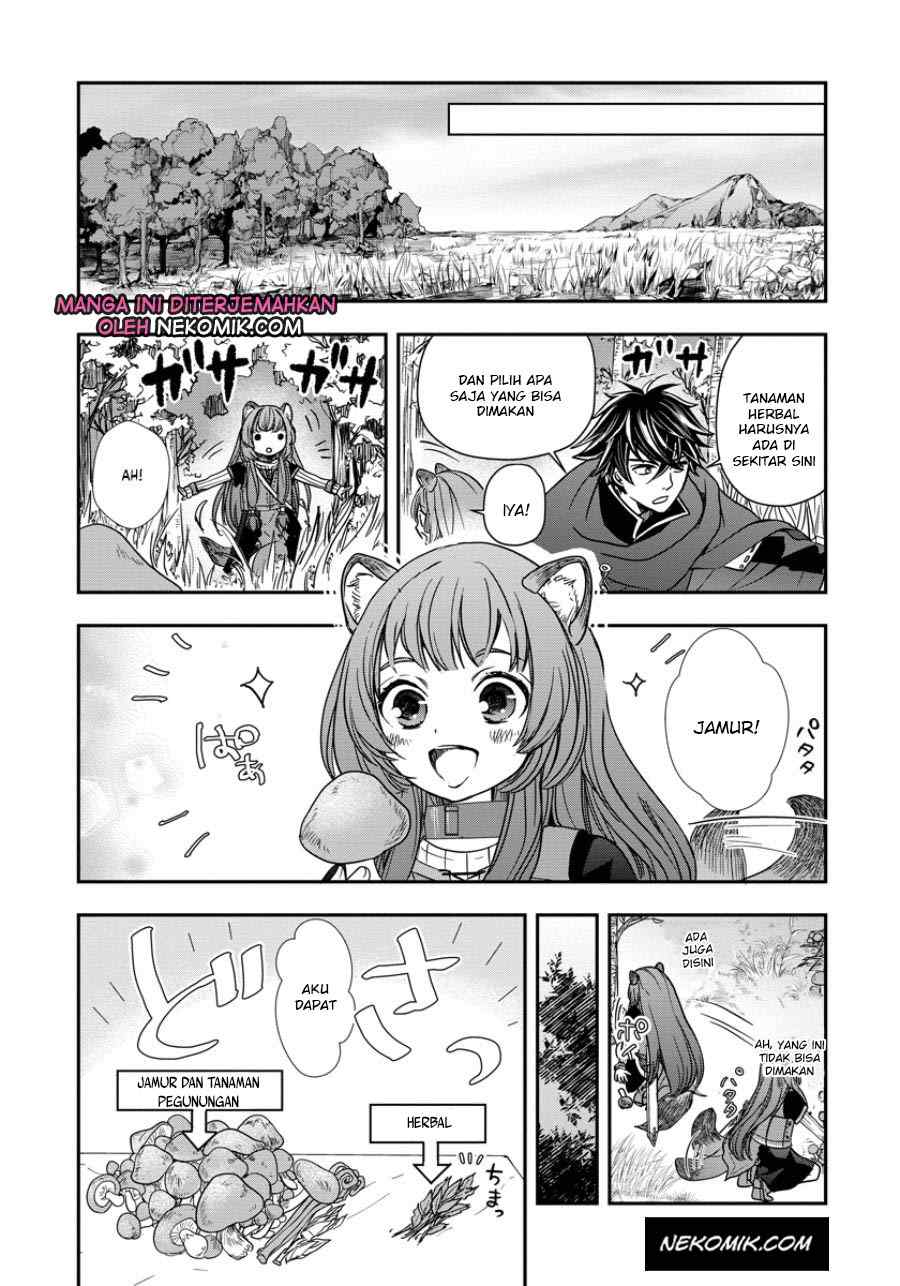 MANGA INI DITERJEMAHKAN
OLEH NEKOMIK.COM
TANAMAN
HERBAL
HARUSNYA
ADA DI
SEKITAR SINI
DAN PILIH APA
SAJA YANG BISA
DIMAKAN
IYA!
ガサ
ガサ
AH!
JAMUR!
パタタ
ぱぁぁ
ADA
JUGA
DISINI
ポイ
AH, YANG INI
TIDAK BISA
DIMAKAN
パタタ
AKU
DAPAT
どさっ
JAMUR DAN TANAMAN
PEGUNUNGAN
HERBAL
ちまっ
NEKOMIK.COM